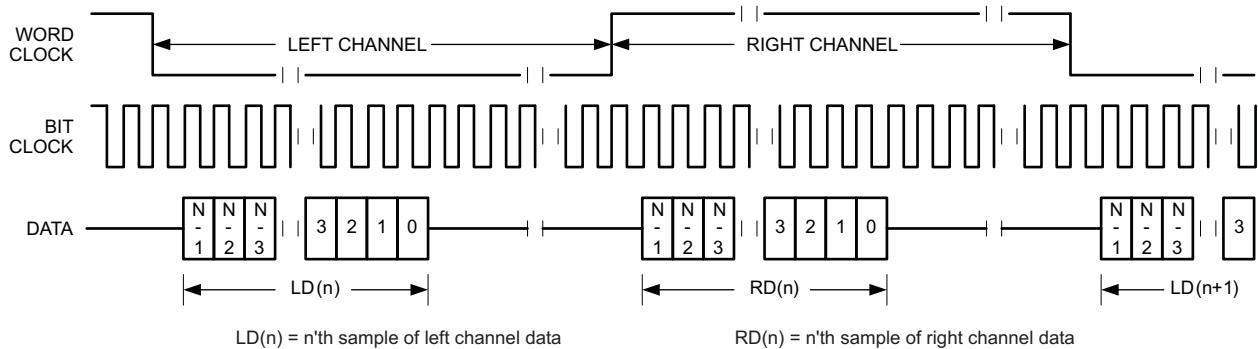 WORD
CLOCK
LEFT CHANNEL
RIGHT CHANNEL
BIT
CLOCK
DATA
N
-
1
N
-
2
N
-
3
3
2
1
0
N
-
1
N
-
2
N
-
3
3
2
1
0
N
-
1
N
-
2
N
-
3
3
LD(n)
RD(n)
LD(n+1)
LD(n) = n'th sample of left channel data
RD(n) = n'th sample of right channel data